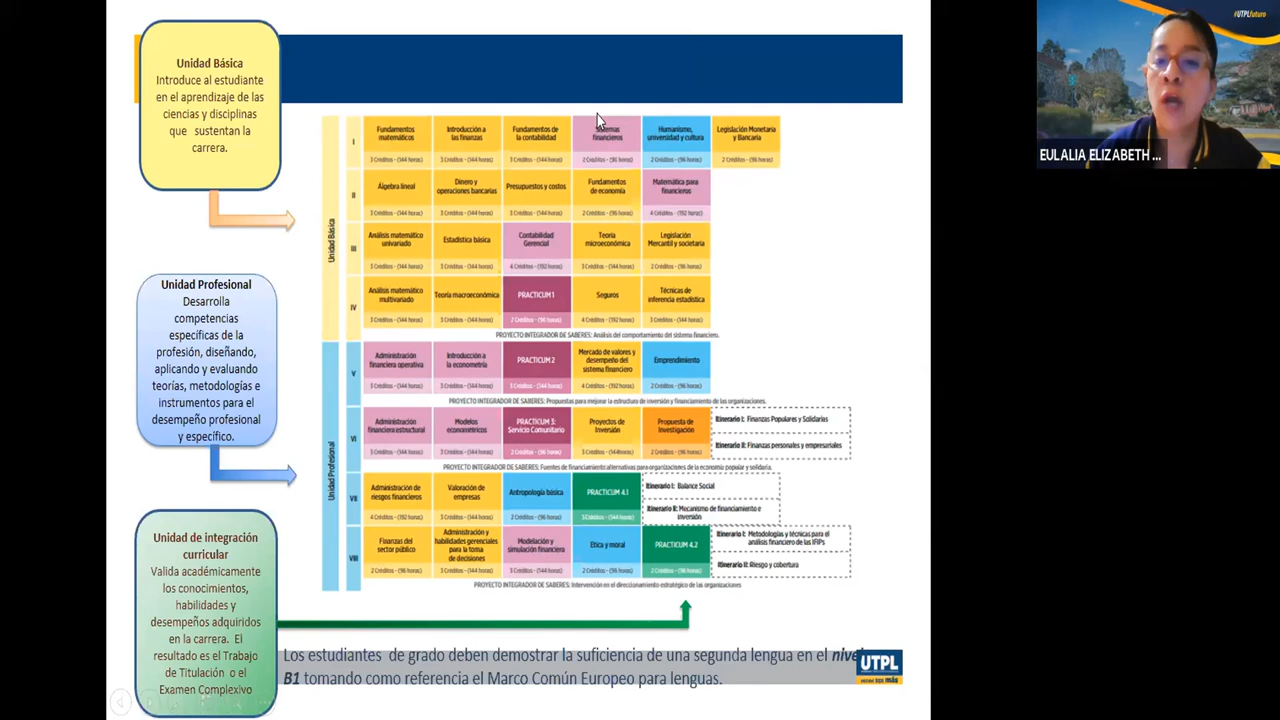 #UTPLfuturo
EULALIA ELIZABETH ...
Unidad Básica
Introduce al estudiante
en el aprendizaje de las
ciencias y disciplinas
que sustentan la
carrera.
Unidad Profesional
Desarrolla
competencias
específicas de la
profesión, diseñando,
aplicando y evaluando
teorías, metodologías e
instrumentos para el
desempeño profesional
y específico.
Unidad de integración
curricular
Valida académicamente
los conocimientos,
habilidades y
desempeños adquiridos
en la carrera. El
resultado es el Trabajo
de Titulación o el
Examen Complexivo
Unidad Básica
I
Fundamentos
matemáticos
3 Créditos - (144 horas)
Introducción a
las finanzas
3 Créditos - (144 horas)
Fundamentos de
la contabilidad
3 Créditos - (144 horas)
financieros
2 Créditos - (96 horas)
Humanismo,
universidad y cultura
2 Créditos - (96 horas)
Legislación Monetaria
y Bancaria
2 Créditos - (96 horas)
II
Álgebra lineal
3 Créditos - (144 horas)
Dinero y
operaciones bancarias
3 Créditos - (144 horas)
Presupuestos y costos
3 Créditos - (144 horas)
Fundamentos
de economía
2 Créditos - (96 horas)
Matemática para
financieros
4 Créditos - (192 horas)
III
Análisis matemático
univariado
3 Créditos - (144 horas)
Estadística básica
3 Créditos - (144 horas)
Contabilidad
Gerencial
4 Créditos - (192 horas)
Teoría
microeconómica
3 Créditos - (144 horas)
Legislación
Mercantil y societaria
2 Créditos - (96 horas)
IV
Análisis matemático
multivariado
3 Créditos - (144 horas)
Teoría macroeconómica
3 Créditos - (144 horas)
PRACTICUM 1
2 Créditos - (96 horas)
Seguros
4 Créditos - (192 horas)
Técnicas de
inferencia estadística
3 Créditos - (144 horas)
PROYECTO INTEGRADOR DE SABERES: Análisis del comportamiento del sistema financiero.
Unidad Profesional
V
Administración
financiera operativa
3 Créditos - (144 horas)
Introducción a
la econometría
3 Créditos - (144 horas)
PRACTICUM 2
3 Créditos - (144 horas)
Mercado de valores y
desempeño del
sistema financiero
4 Créditos - (192 horas)
Emprendimiento
2 Créditos - (96 horas)
PROYECTO INTEGRADOR DE SABERES: Propuestas para mejorar la estructura de inversión y financiamiento de las organizaciones.
VI
Administración
financiera estructural
3 Créditos - (144 horas)
Modelos
econométricos
3 Créditos - (144 horas)
PRACTICUM 3:
Servicio Comunitario
2 Créditos - (96 horas)
Proyectos de
Inversión
3 Créditos - (144horas)
Propuesta de
Investigación
2 Créditos - (96 horas)
Itinerario I: Finanzas Populares y Solidarias
Itinerario II: Finanzas personales y empresariales
PROYECTO INTEGRADOR DE SABERES: Fuentes de financiamiento alternativas para organizaciones de la economía popular y solidaria.
VII
Administración de
riesgos financieros
4 Créditos - (192 horas)
Valoración de
empresas
3 Créditos - (144 horas)
Antropología básica
2 Créditos - (96 horas)
PRACTICUM 4.1
3 Créditos - (144 horas)
Itinerario I: Balance Social
Itinerario II: Mecanismo de financiamiento e
inversión
VIII
Finanzas del
sector público
2 Créditos - (96 horas)
Administración y
habilidades gerenciales
para la toma
de decisiones
3 Créditos - (144 horas)
Modelación y
simulación financiera
3 Créditos - (144 horas)
Ética y moral
2 Créditos - (96 horas)
PRACTICUM 4.2
2 Créditos - (96 horas)
Itinerario I: Metodologías y técnicas para el
análisis financiero de las IFIPs
Itinerario II: Riesgo y cobertura
PROYECTO INTEGRADOR DE SABERES: Intervención en el direccionamiento estratégico de las organizaciones
Los estudiantes de grado deben demostrar la suficiencia de una segunda lengua en el nivel
B1 tomando como referencia el Marco Común Europeo para lenguas.
UTPL